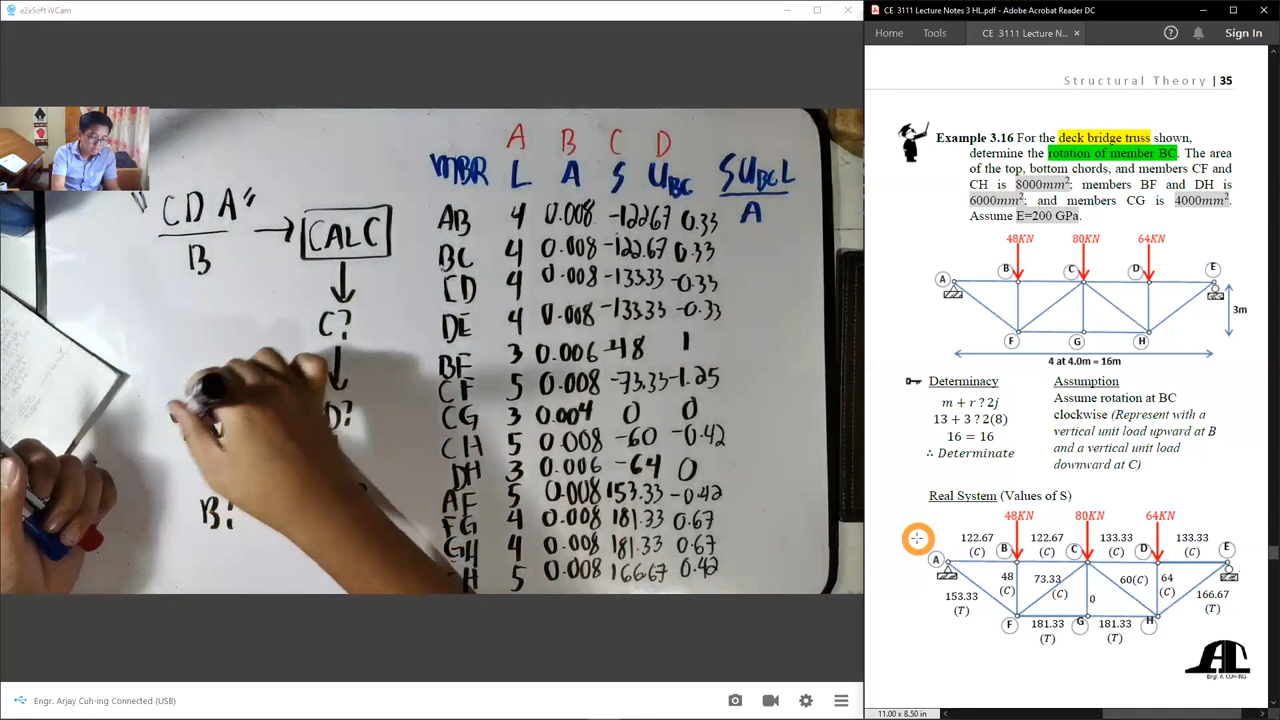 e2eSoft iVCam
CE 3111 Lecture Notes 3 HL.pdf - Adobe Acrobat Reader DC
Home Tools CE 3111 Lecture N... × Sign In
CD A"
B
→ CALC
C?
D?
B?
A B C D
MBR L A S U_BC SU_BCL
A
AB 4 0.008 -122.67 0.33
BC 4 0.008 -122.67 0.33
CD 4 0.008 -133.33 -0.33
DE 4 0.008 -133.33 -0.33
BF 3 0.006 -48 1
CF 5 0.008 -73.33 -1.25
CG 3 0.004 0 0
CH 5 0.008 -60 -0.42
DH 3 0.006 -64 0
AF 5 0.008 153.33 -0.42
FG 4 0.008 181.33 0.67
GH 4 0.008 181.33 0.67
H 5 0.008 166.67 0.42
Structural Theory | 35
Example 3.16 For the deck bridge truss shown,
determine the rotation of member BC. The area
of the top, bottom chords, and members CF and
CH is 8000mm²; members BF and DH is
6000mm²; and members CG is 4000mm².
Assume E=200 GPa.
48KN 80KN 64KN
A B C D E
3m
F G H
4 at 4.0m = 16m
Determinacy
m + r ? 2j
13 + 3 ? 2(8)
16 = 16
∴ Determinate
Assumption
Assume rotation at BC
clockwise (Represent with a
vertical unit load upward at B
and a vertical unit load
downward at C)
Real System (Values of S)
48KN 80KN 64KN
122.67 122.67 133.33 133.33
(C) (C) (C) (C)
A B C D E
48 73.33 60(C) 64
(C) (C) (C)
153.33 0 166.67
(T) (T)
F G H
181.33 181.33
(T) (T)
ENGR. A. CUH-ING
Engr. Arjay Cuh-ing Connected (USB)
11.00 x 8.50 in